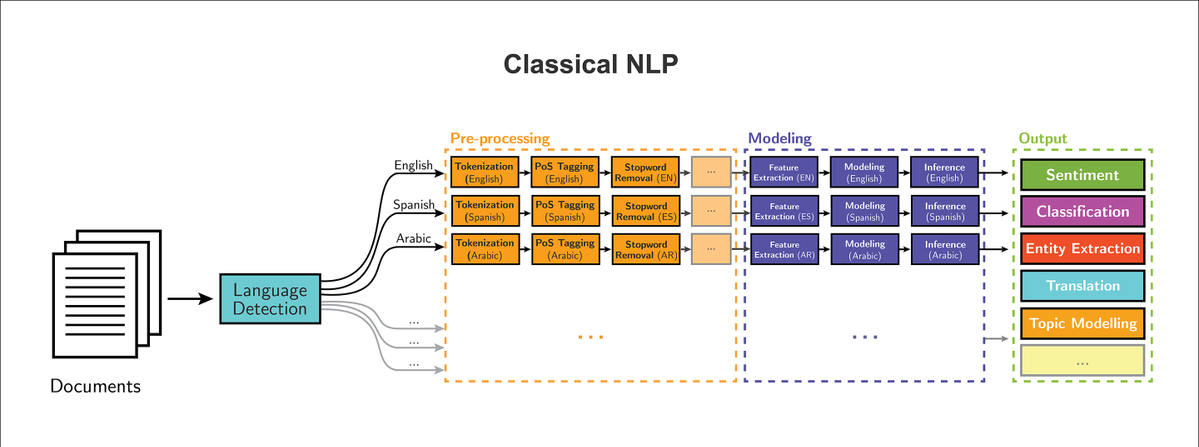 Classical NLP
Pre-processing
Modeling
Output
English
Tokenization
(English)
PoS Tagging
(English)
Stopword
Removal (EN)
...
Feature
Extraction (EN)
Modeling
(English)
Inference
(English)
Sentiment
Spanish
Tokenization
(Spanish)
PoS Tagging
(Spanish)
Stopword
Removal (ES)
...
Feature
Extraction (ES)
Modeling
(Spanish)
Inference
(Spanish)
Classification
Arabic
Tokenization
(Arabic)
PoS Tagging
(Arabic)
Stopword
Removal (AR)
...
Feature
Extraction (AR)
Modeling
(Arabic)
Inference
(Arabic)
Entity Extraction
Language
Detection
Translation
...
...
...
...
...
Topic Modelling
...
Documents